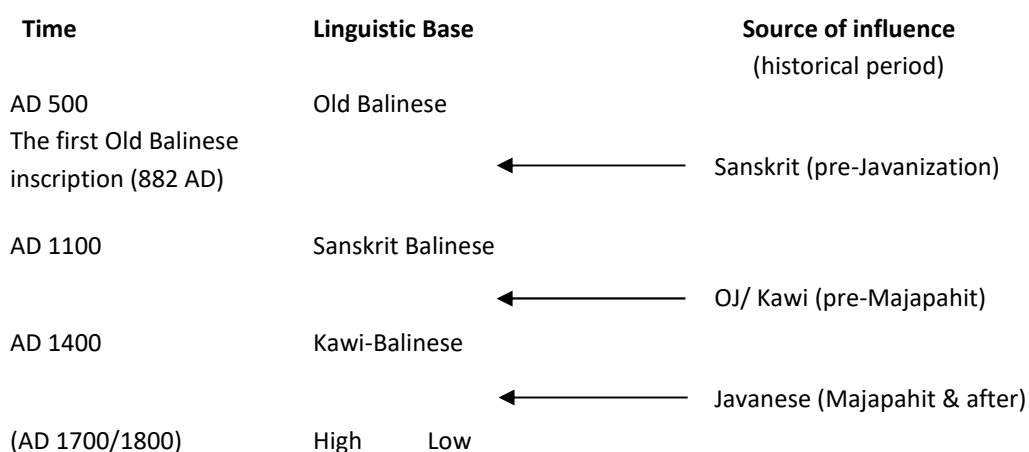 Time Linguistic Base Source of influence
(historical period)
AD 500 Old Balinese
The first Old Balinese
inscription (882 AD) Sanskrit (pre-Javanization)
AD 1100 Sanskrit Balinese
OJ/ Kawi (pre-Majapahit)
AD 1400 Kawi-Balinese
Javanese (Majapahit & after)
(AD 1700/1800) High Low